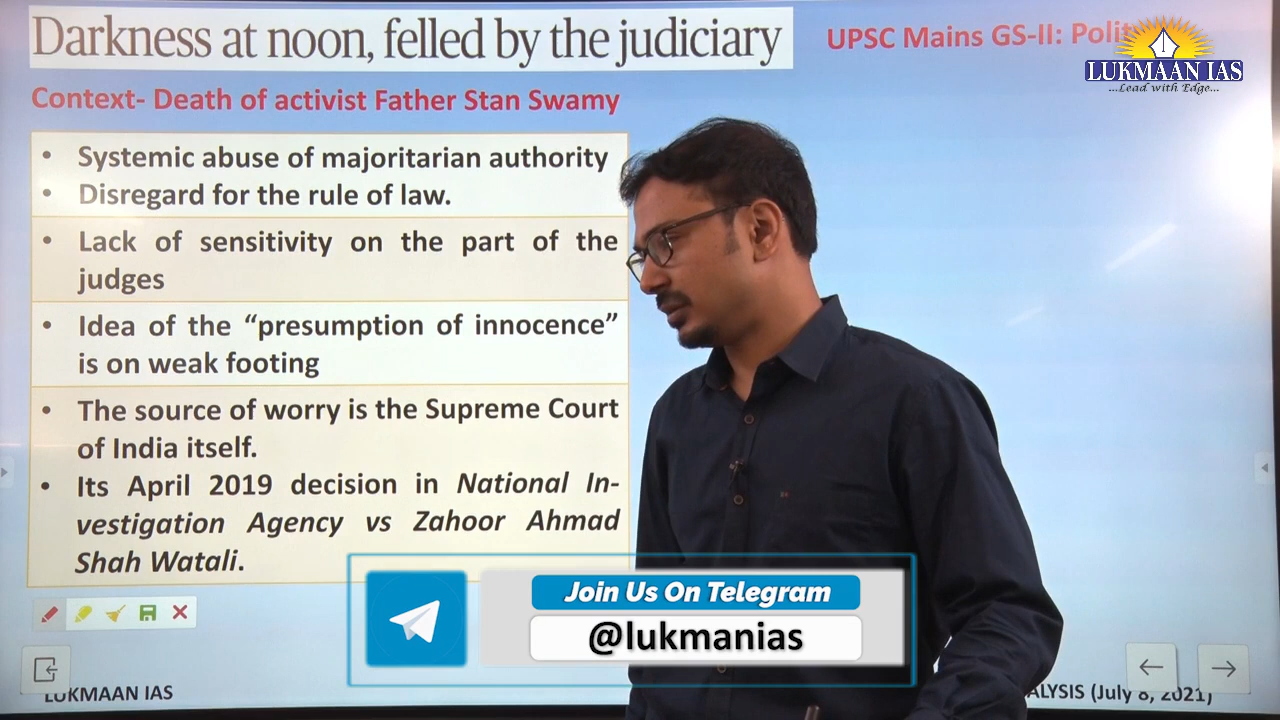 Darkness at noon, felled by the judiciary
UPSC Mains GS-II:
LUKMAAN IAS
...Lead with Edge...
Context- Death of activist Father Stan Swamy
• Systemic abuse of majoritarian authority
• Disregard for the rule of law.
• Lack of sensitivity on the part of the
judges
• Idea of the “presumption of innocence”
is on weak footing
• The source of worry is the Supreme Court
of India itself.
• Its April 2019 decision in National In-
vestigation Agency vs Zahoor Ahmad
Shah Watali.
Join Us On Telegram
@lukmanias
LUKMAAN IAS
(July 8, 2021)